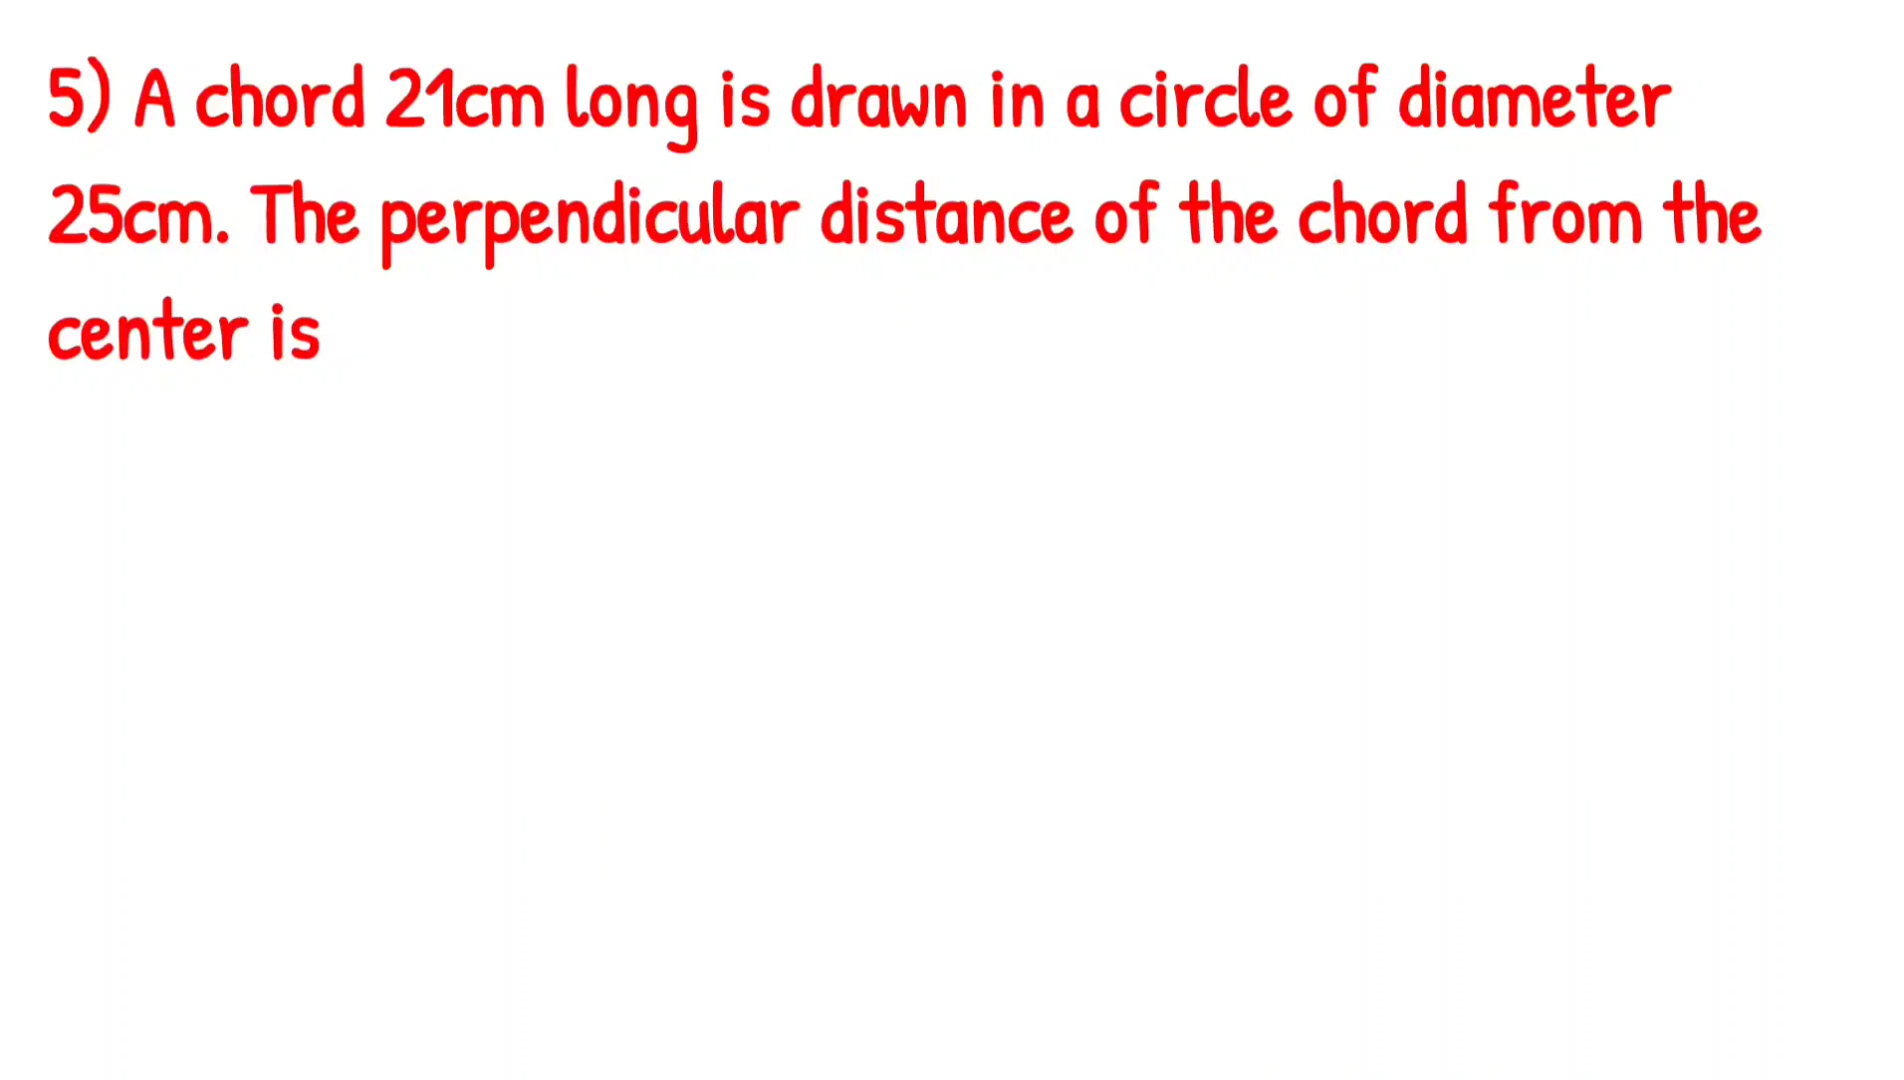 5) A chord 21cm long is drawn in a circle of diameter
25cm. The perpendicular distance of the chord from the
center is